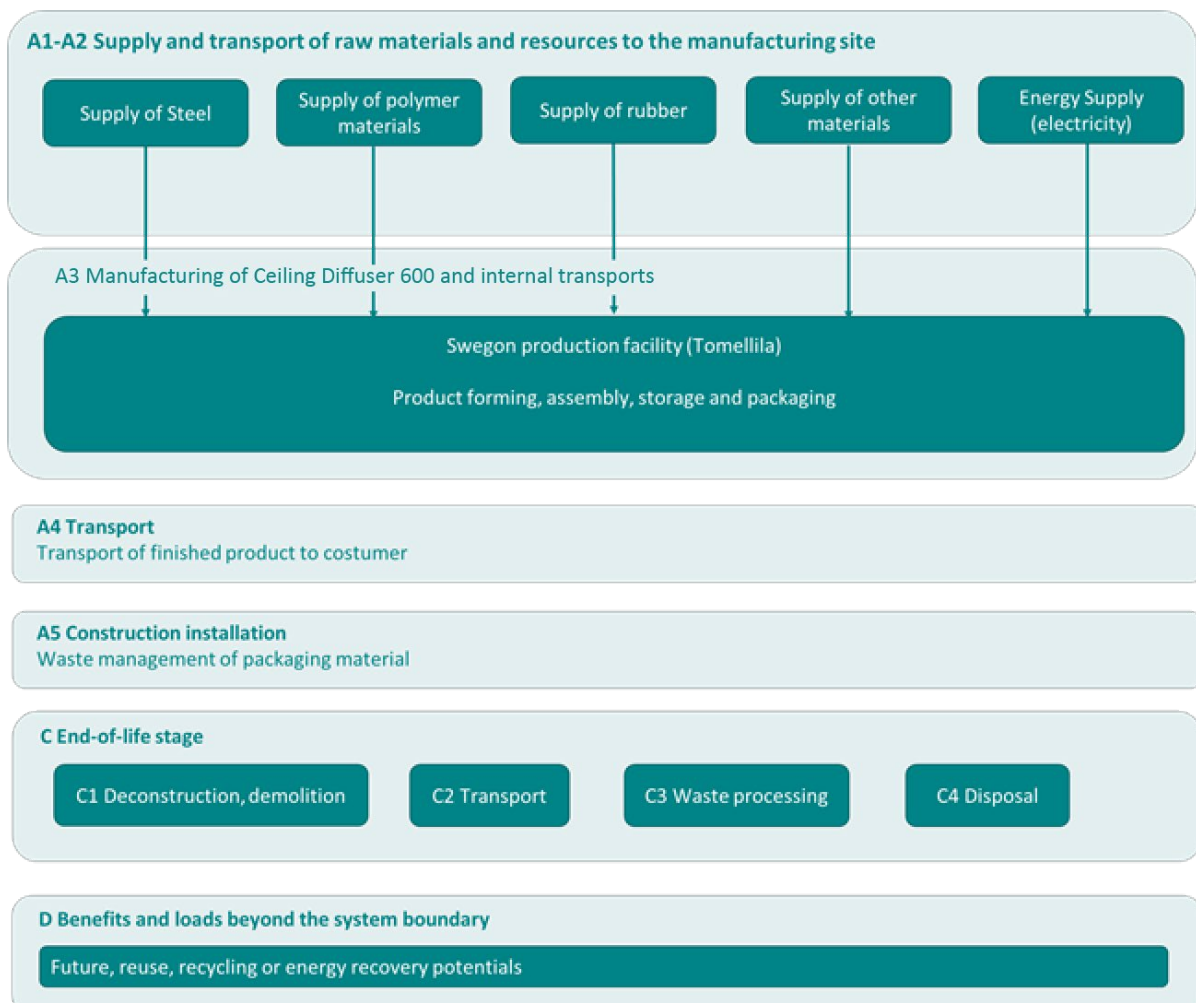 A1-A2 Supply and transport of raw materials and resources to the manufacturing site
Supply of Steel
Supply of polymer
materials
Supply of rubber
Supply of other
materials
Energy Supply
(electricity)
A3 Manufacturing of Ceiling Diffuser 600 and internal transports
Swegon production facility (Tomellila)
Product forming, assembly, storage and packaging
A4 Transport
Transport of finished product to costumer
A5 Construction installation
Waste management of packaging material
C End-of-life stage
C1 Deconstruction, demolition
C2 Transport
C3 Waste processing
C4 Disposal
D Benefits and loads beyond the system boundary
Future, reuse, recycling or energy recovery potentials